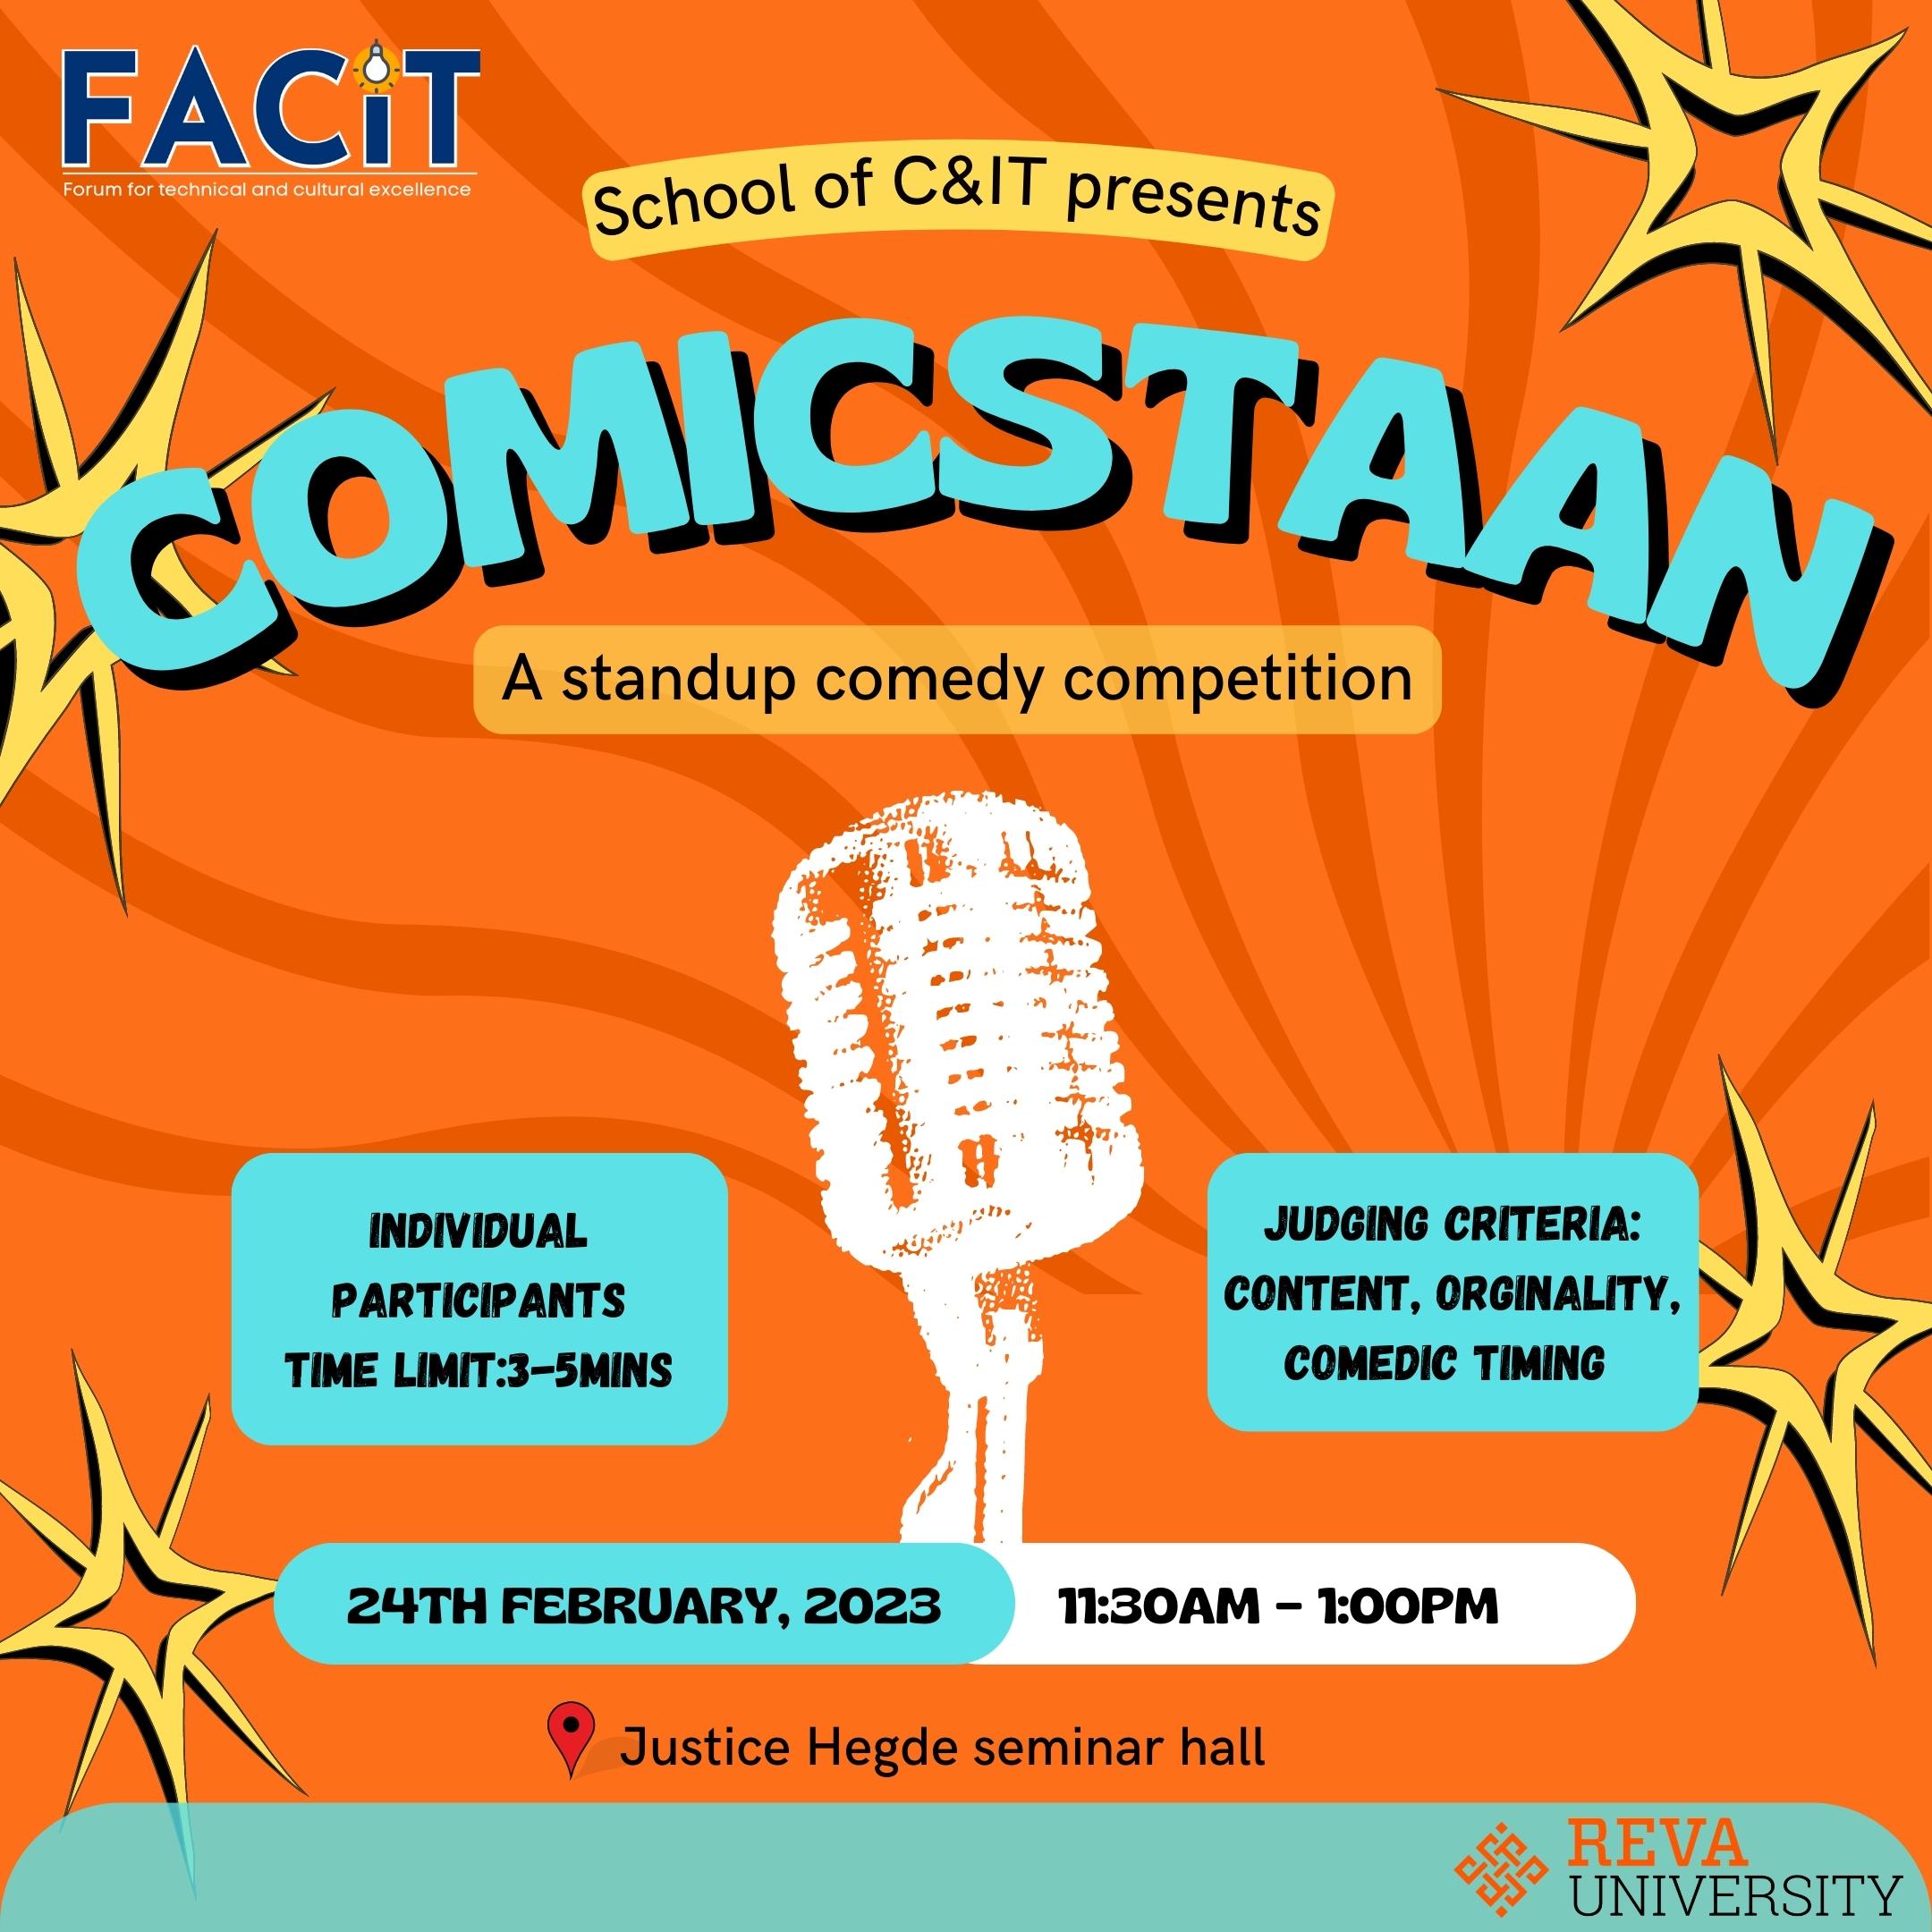 FACiT
Forum for technical and cultural excellence
School of C&IT presents
COMICSTAAN
A standup comedy competition
INDIVIDUAL
PARTICIPANTS
TIME LIMIT:3-5MINS
JUDGING CRITERIA:
CONTENT, ORGINALITY,
COMEDIC TIMING
24TH FEBRUARY, 2023
11:30AM - 1:00PM
Justice Hegde seminar hall
REVA
UNIVERSITY